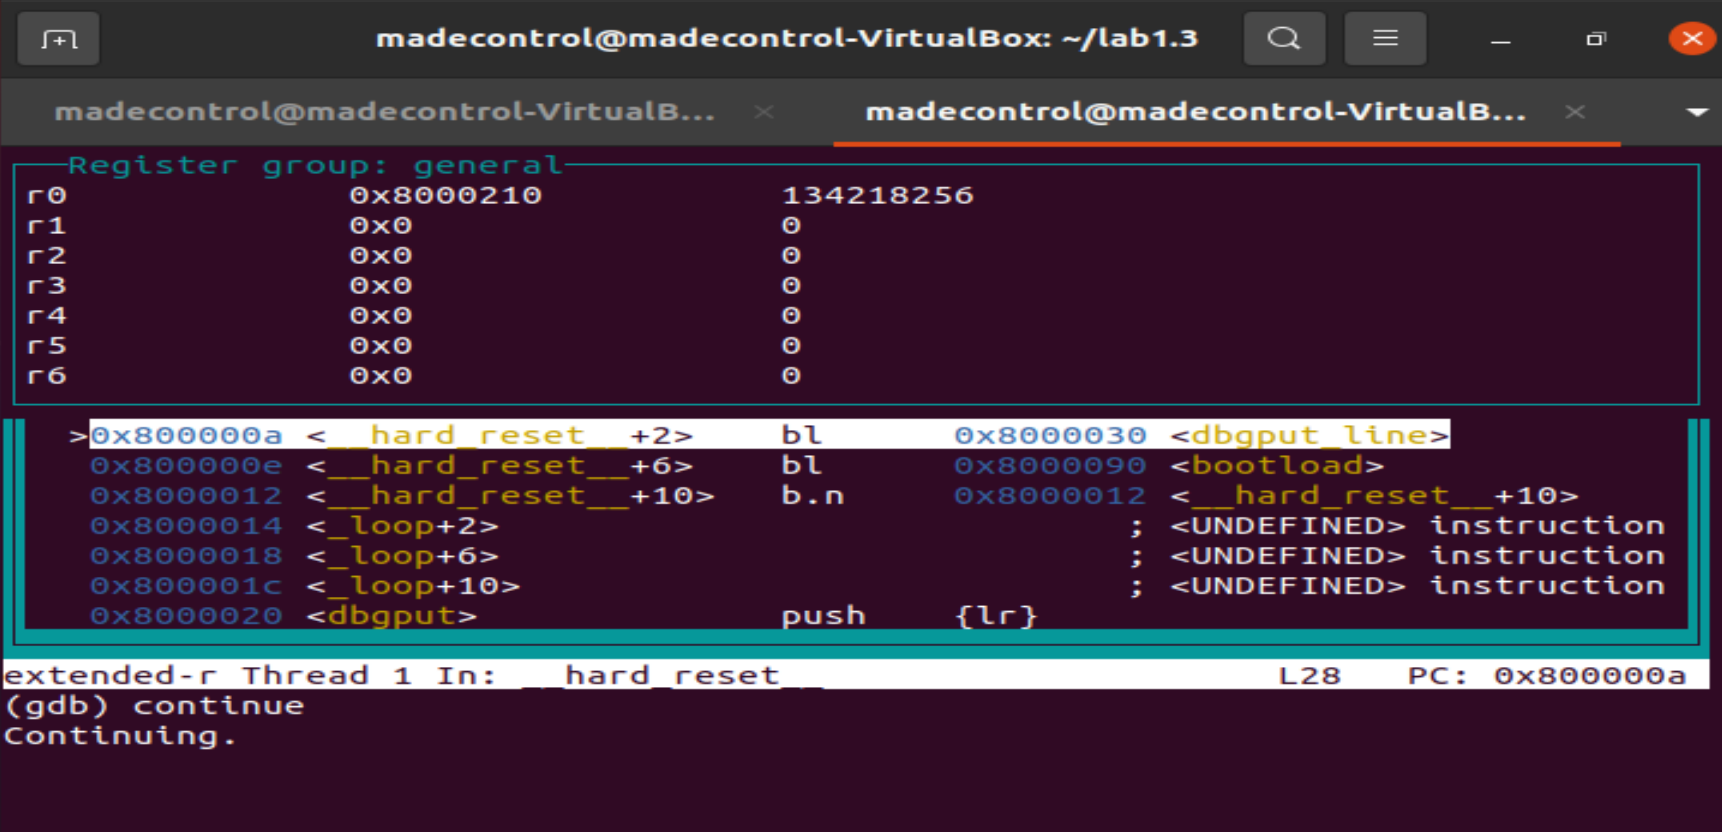 madecontrol@madecontrol-VirtualBox: ~/lab1.3
madecontrol@madecontrol-VirtualB... madecontrol@madecontrol-VirtualB...
Register group: general
r0 0x8000210 134218256
r1 0x0 0
r2 0x0 0
r3 0x0 0
r4 0x0 0
r5 0x0 0
r6 0x0 0
>0x800000a <__hard_reset__+2> bl 0x8000030 <dbgput_line>
0x800000e <__hard_reset__+6> bl 0x8000090 <bootload>
0x8000012 <__hard_reset__+10> b.n 0x8000012 <__hard_reset__+10>
0x8000014 <_loop+2> ; <UNDEFINED> instruction
0x8000018 <_loop+6> ; <UNDEFINED> instruction
0x800001c <_loop+10> ; <UNDEFINED> instruction
0x8000020 <dbgput> push {lr}
extended-r Thread 1 In: __hard_reset__ L28 PC: 0x800000a
(gdb) continue
Continuing.